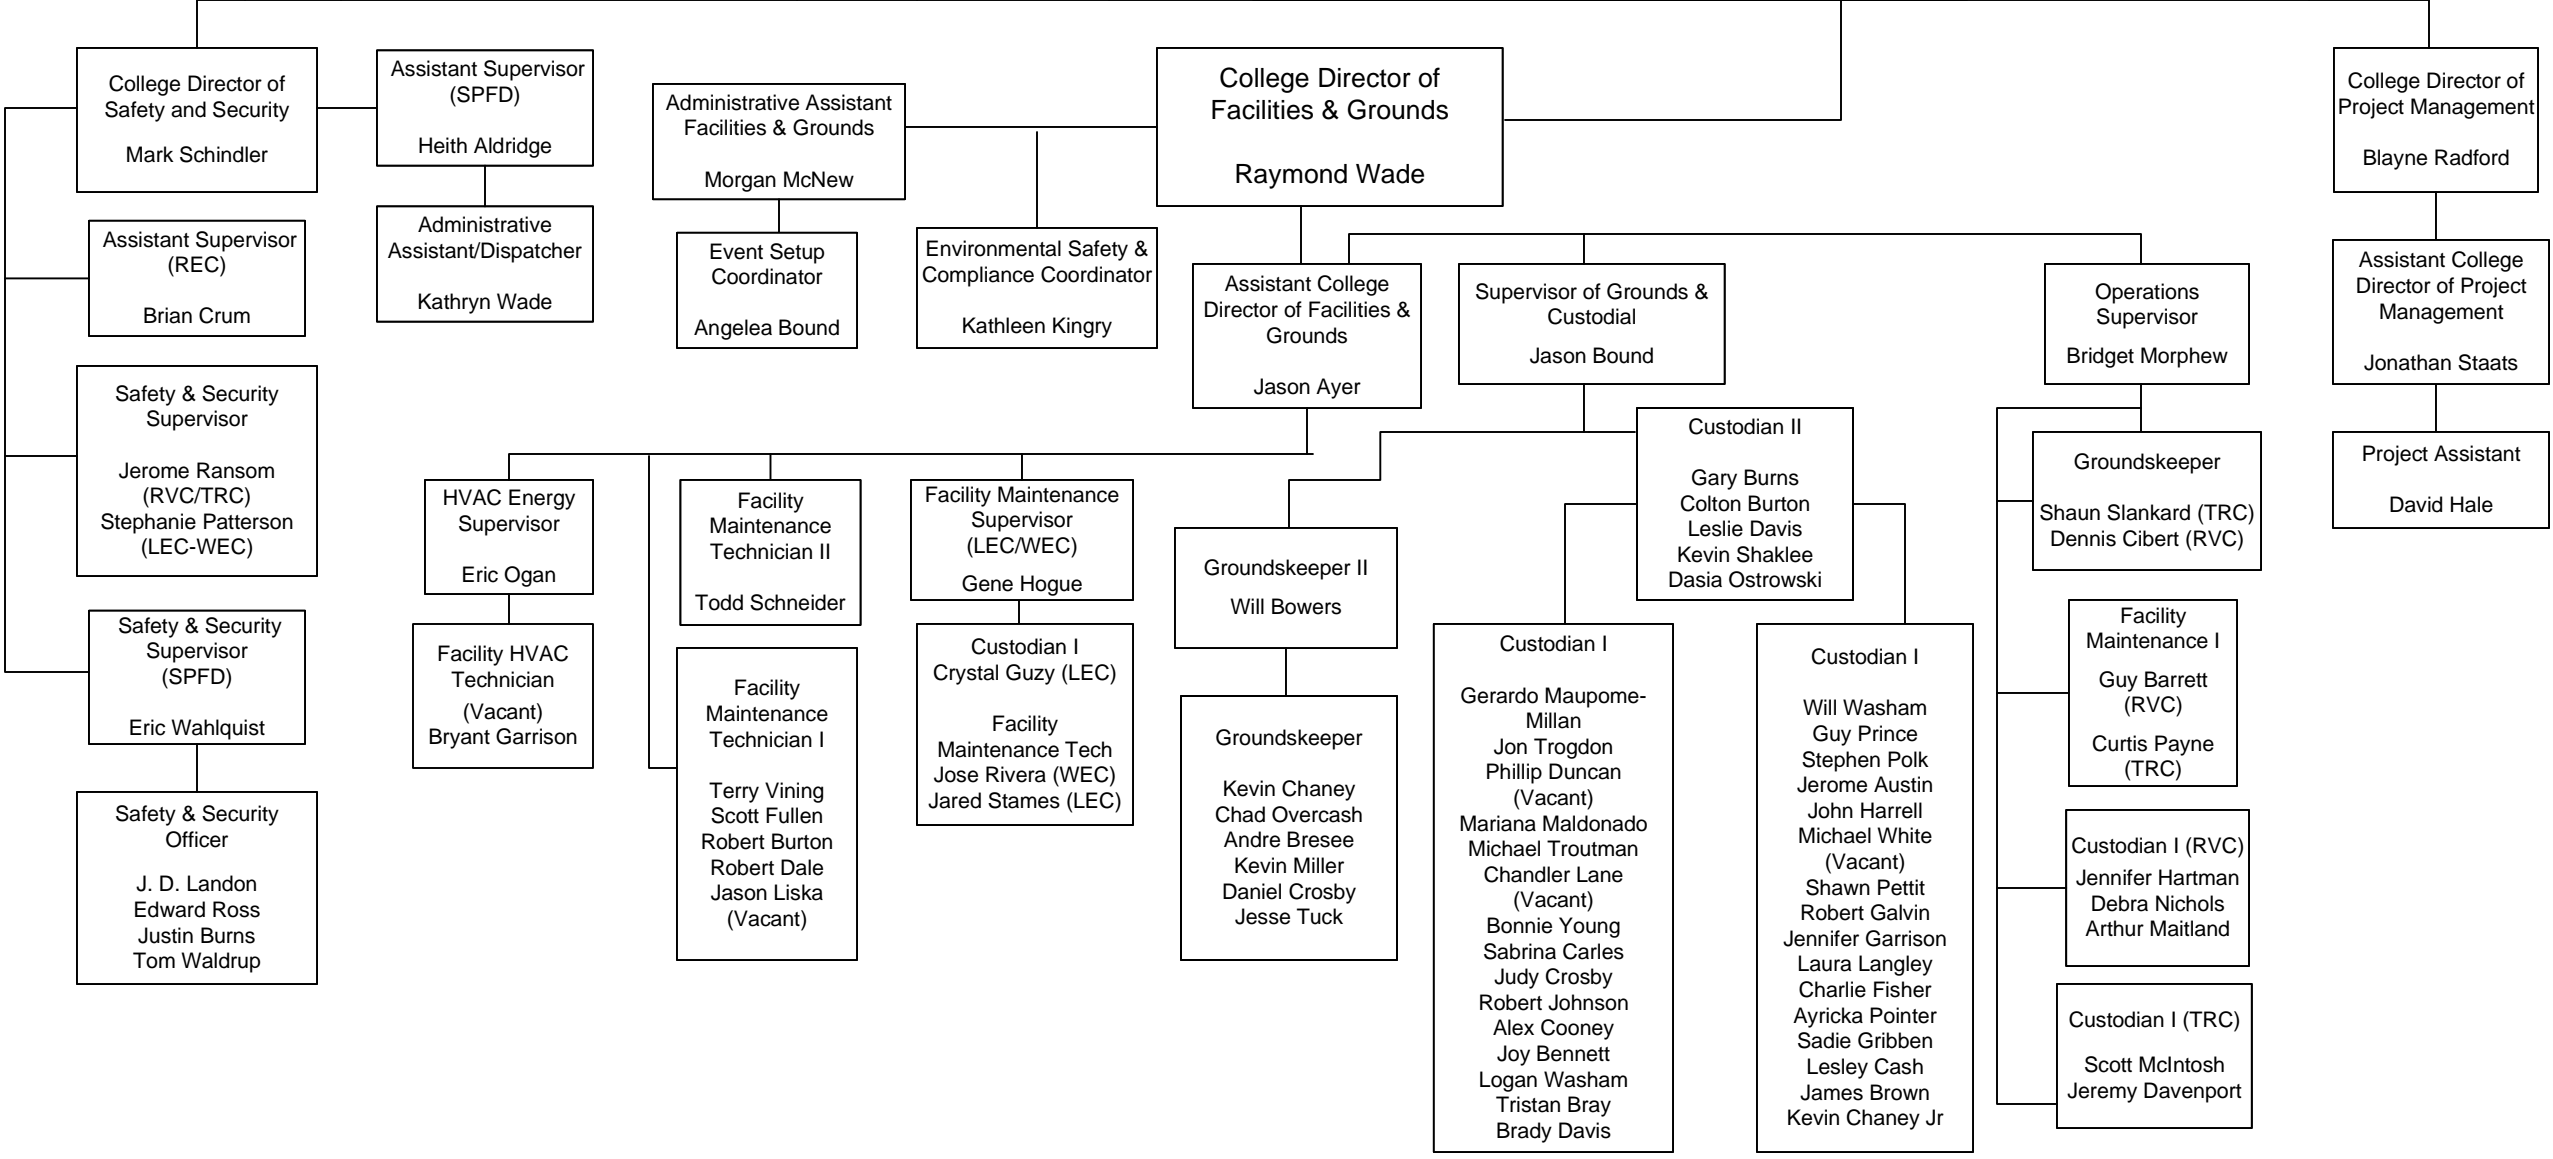 College Director of
Safety and Security
Mark Schindler
Assistant Supervisor
(SPFD)
Heith Aldridge
Administrative
Assistant/Dispatcher
Kathryn Wade
Assistant Supervisor
(REC)
Brian Crum
Safety & Security
Supervisor
Jerome Ransom
(RVC/TRC)
Stephanie Patterson
(LEC-WEC)
Safety & Security
Supervisor
(SPFD)
Eric Wahlquist
Safety & Security
Officer
J. D. Landon
Edward Ross
Justin Burns
Tom Waldrup
Administrative Assistant
Facilities & Grounds
Morgan McNew
Event Setup
Coordinator
Angelea Bound
College Director of
Facilities & Grounds
Raymond Wade
Environmental Safety &
Compliance Coordinator
Kathleen Kingry
Assistant College
Director of Facilities &
Grounds
Jason Ayer
HVAC Energy
Supervisor
Eric Ogan
Facility HVAC
Technician
(Vacant)
Bryant Garrison
Facility
Maintenance
Technician II
Todd Schneider
Facility
Maintenance
Technician I
Terry Vining
Scott Fullen
Robert Burton
Robert Dale
Jason Liska
(Vacant)
Facility Maintenance
Supervisor
(LEC/WEC)
Gene Hogue
Custodian I
Crystal Guzy (LEC)
Facility
Maintenance Tech
Jose Rivera (WEC)
Jared Stames (LEC)
Supervisor of Grounds &
Custodial
Jason Bound
Groundskeeper II
Will Bowers
Groundskeeper
Kevin Chaney
Chad Overcash
Andre Bresee
Kevin Miller
Daniel Crosby
Jesse Tuck
Custodian II
Gary Burns
Colton Burton
Leslie Davis
Kevin Shaklee
Dasia Ostrowski
Custodian I
Gerardo Maupome-
Millan
Jon Trogdon
Phillip Duncan
(Vacant)
Mariana Maldonado
Michael Troutman
Chandler Lane
(Vacant)
Bonnie Young
Sabrina Carles
Judy Crosby
Robert Johnson
Alex Cooney
Joy Bennett
Logan Washam
Tristan Bray
Brady Davis
Custodian I
Will Washam
Guy Prince
Stephen Polk
Jerome Austin
John Harrell
Michael White
(Vacant)
Shawn Pettit
Robert Galvin
Jennifer Garrison
Laura Langley
Charlie Fisher
Ayricka Pointer
Sadie Gribben
Lesley Cash
James Brown
Kevin Chaney Jr
Operations
Supervisor
Bridget Morphew
Groundskeeper
Shaun Slankard (TRC)
Dennis Cibert (RVC)
Facility
Maintenance I
Guy Barrett
(RVC)
Curtis Payne
(TRC)
Custodian I (RVC)
Jennifer Hartman
Debra Nichols
Arthur Maitland
Custodian I (TRC)
Scott McIntosh
Jeremy Davenport
College Director of
Project Management
Blayne Radford
Assistant College
Director of Project
Management
Jonathan Staats
Project Assistant
David Hale